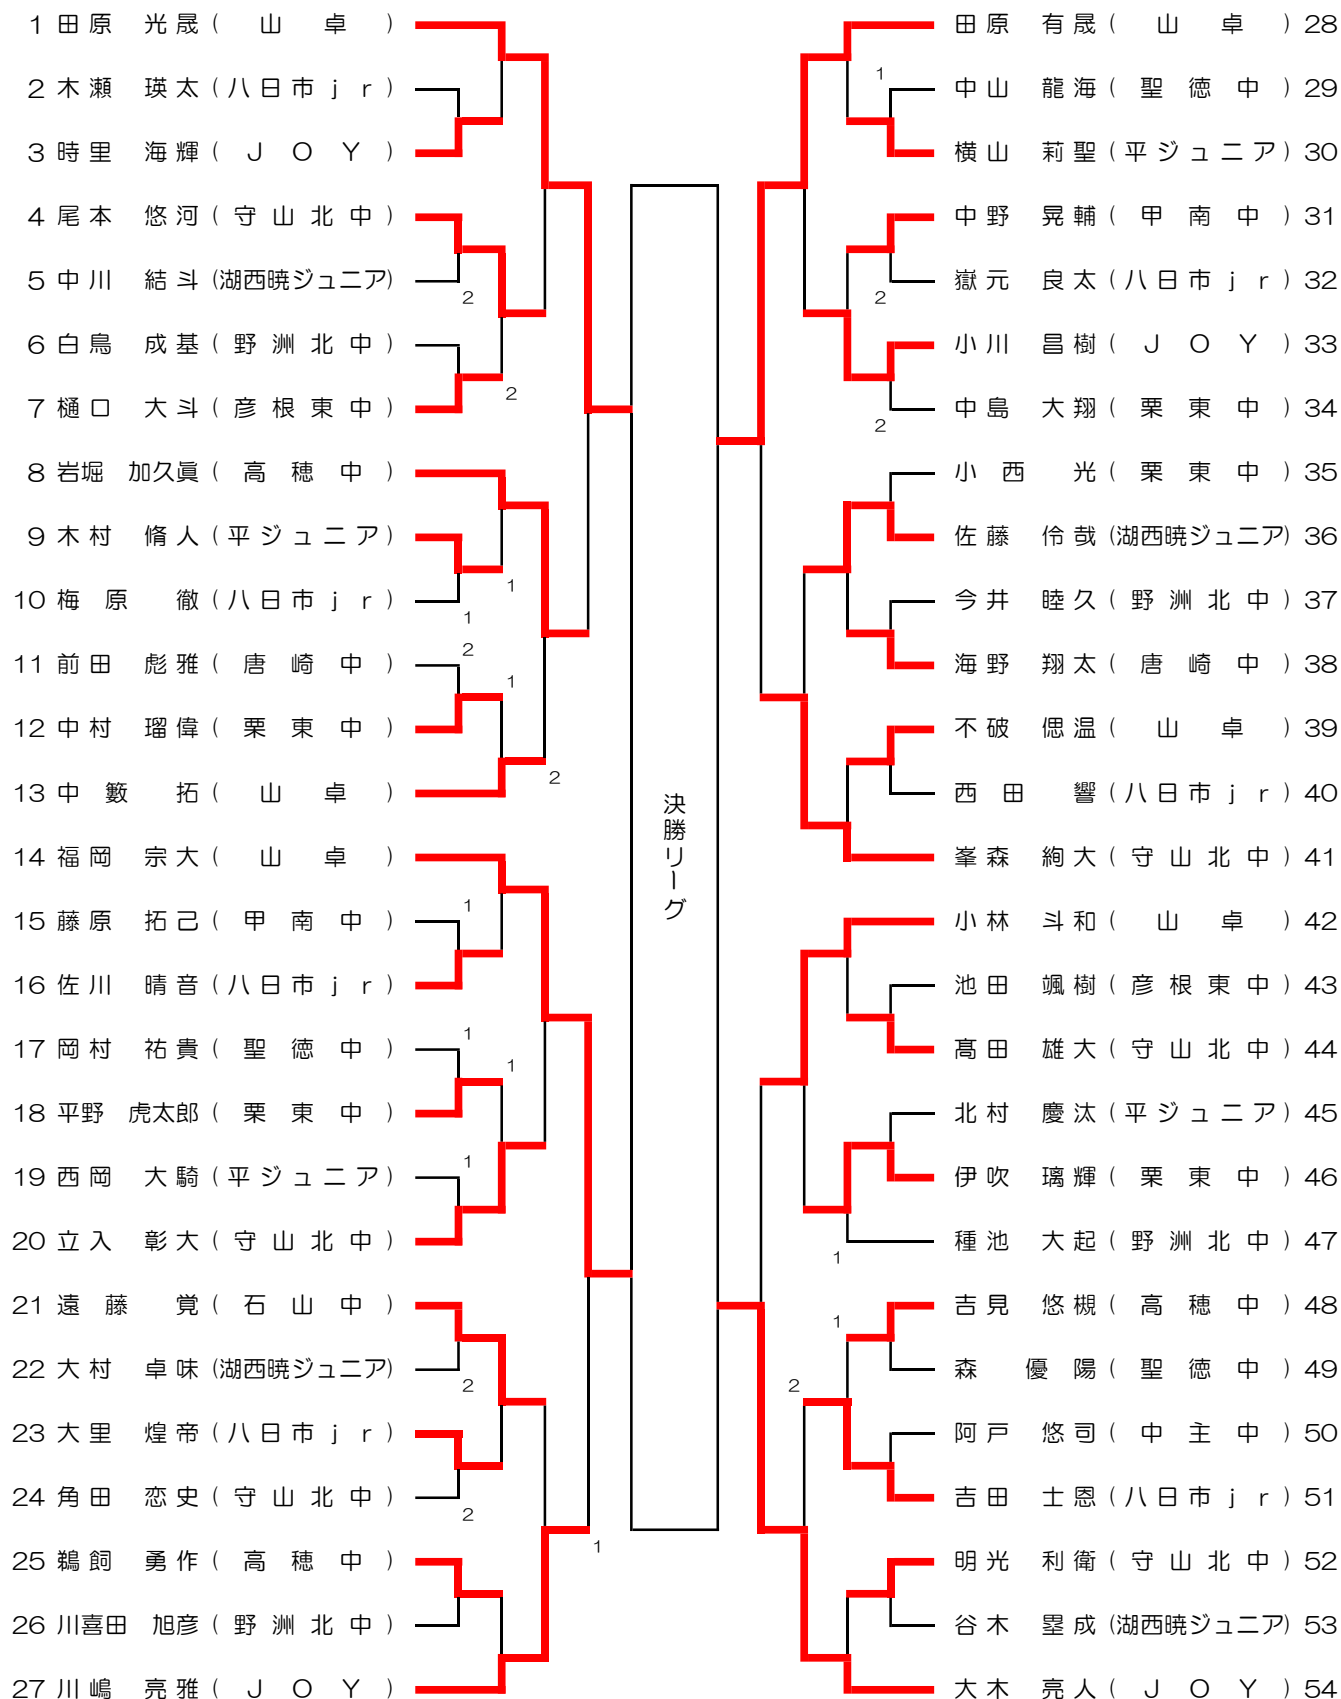 1 田原 光晟 ( 山 卓 )
2 木瀬 瑛太 (八日市jr)
3 時里 海輝 ( J O Y )
4 尾本 悠河 (守山北中)
5 中川 結斗 (湖西暁ジュニア)
2
6 白鳥 成基 (野洲北中)
7 樋口 大斗 (彦根東中)
2
8 岩堀 加久眞 (高穂中)
9 木村 脩人 (平ジュニア)
1
10 梅原 徹 (八日市jr)
1
11 前田 彪雅 (唐崎中)
2
1
12 中村 瑠偉 (栗東中)
13 中籔 拓 ( 山 卓 )
2
14 福岡 宗大 ( 山 卓 )
15 藤原 拓己 (甲南中)
1
16 佐川 晴音 (八日市jr)
17 岡村 祐貴 (聖徳中)
1
1
18 平野 虎太郎 (栗東中)
19 西岡 大騎 (平ジュニア)
1
20 立入 彰大 (守山北中)
21 遠藤 覚 (石山中)
22 大村 卓味 (湖西暁ジュニア)
2
23 大里 煌帝 (八日市jr)
24 角田 恋史 (守山北中)
2
25 鵜飼 勇作 (高穂中)
1
26 川喜田 旭彦 (野洲北中)
27 川嶋 亮雅 ( J O Y )
決勝リーグ
田原 有晟 ( 山 卓 ) 28
1
中山 龍海 (聖徳中) 29
横山 莉聖 (平ジュニア) 30
中野 晃輔 (甲南中) 31
嶽元 良太 (八日市jr) 32
2
小川 昌樹 ( J O Y ) 33
中島 大翔 (栗東中) 34
2
小西 光 (栗東中) 35
佐藤 伶哉 (湖西暁ジュニア) 36
今井 睦久 (野洲北中) 37
海野 翔太 (唐崎中) 38
不破 偲温 ( 山 卓 ) 39
西田 響 (八日市jr) 40
峯森 絢大 (守山北中) 41
小林 斗和 ( 山 卓 ) 42
池田 颯樹 (彦根東中) 43
髙田 雄大 (守山北中) 44
北村 慶汰 (平ジュニア) 45
伊吹 璃輝 (栗東中) 46
種池 大起 (野洲北中) 47
1
吉見 悠槻 (高穂中) 48
1
森 優陽 (聖徳中) 49
2
阿戸 悠司 (中主中) 50
吉田 士恩 (八日市jr) 51
明光 利衛 (守山北中) 52
谷木 塁成 (湖西暁ジュニア) 53
大木 亮人 ( J O Y ) 54